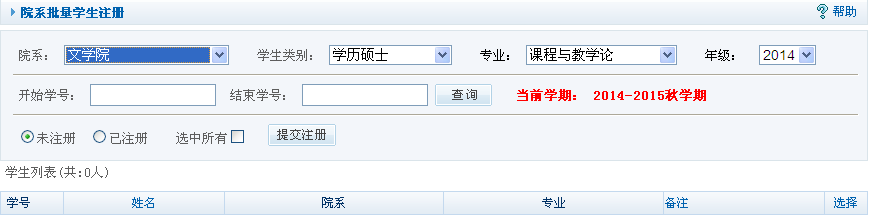 院系批量学生注册 帮助
院系： 文学院 学生类别： 学历硕士 专业： 课程与教学论 年级： 2014
开始学号： 结束学号： 查询 当前学期： 2014-2015秋学期
未注册 已注册 选中所有 提交注册
学生列表(共:0人)
学号 姓名 院系 专业 备注 选择